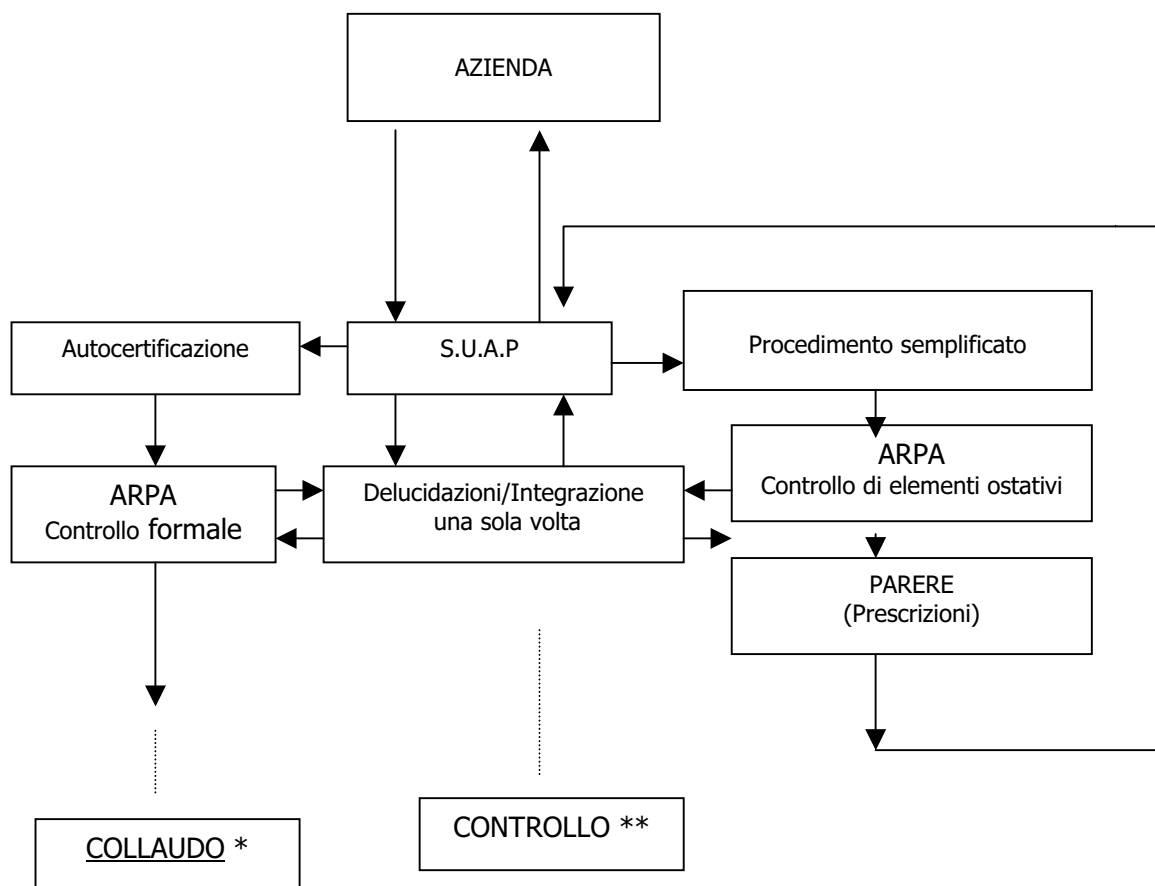 AZIENDA
Autocertificazione
S.U.A.P
Procedimento semplificato
ARPA
Controllo formale
Delucidazioni/Integrazione
una sola volta
ARPA
Controllo di elementi ostativi
PARERE
(Prescrizioni)
COLLAUDO *
CONTROLLO **